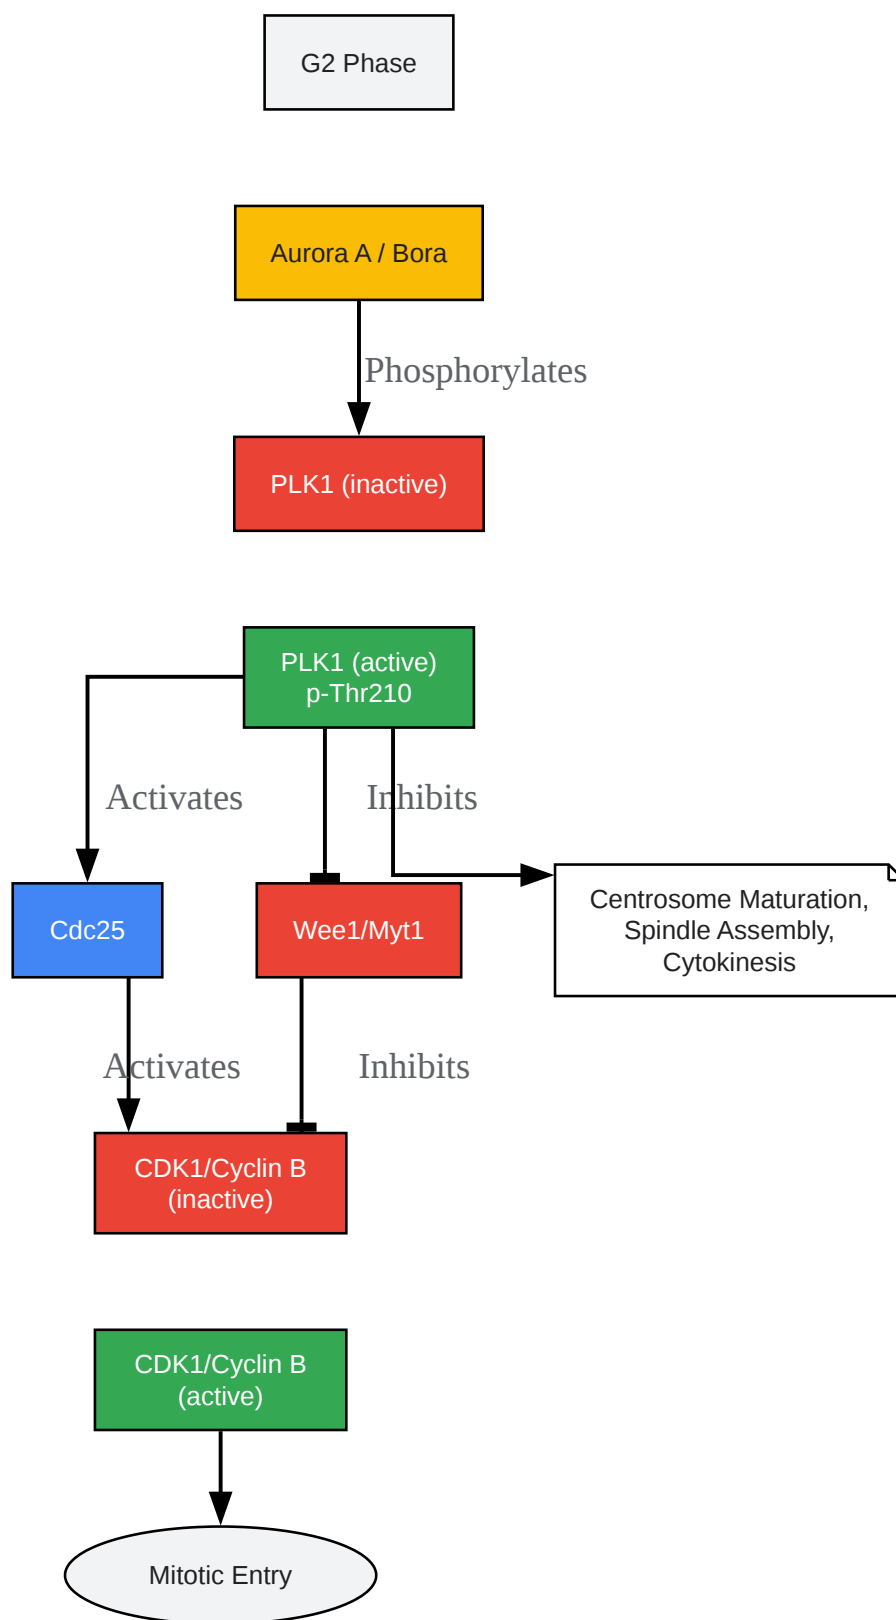 G2 Phase
Aurora A / Bora
Phosphorylates
PLK1 (inactive)
PLK1 (active)
p-Thr210
Activates
Inhibits
Cdc25
Wee1/Myt1
Centrosome Maturation,
Spindle Assembly,
Cytokinesis
Activates
Inhibits
CDK1/Cyclin B
(inactive)
CDK1/Cyclin B
(active)
Mitotic Entry